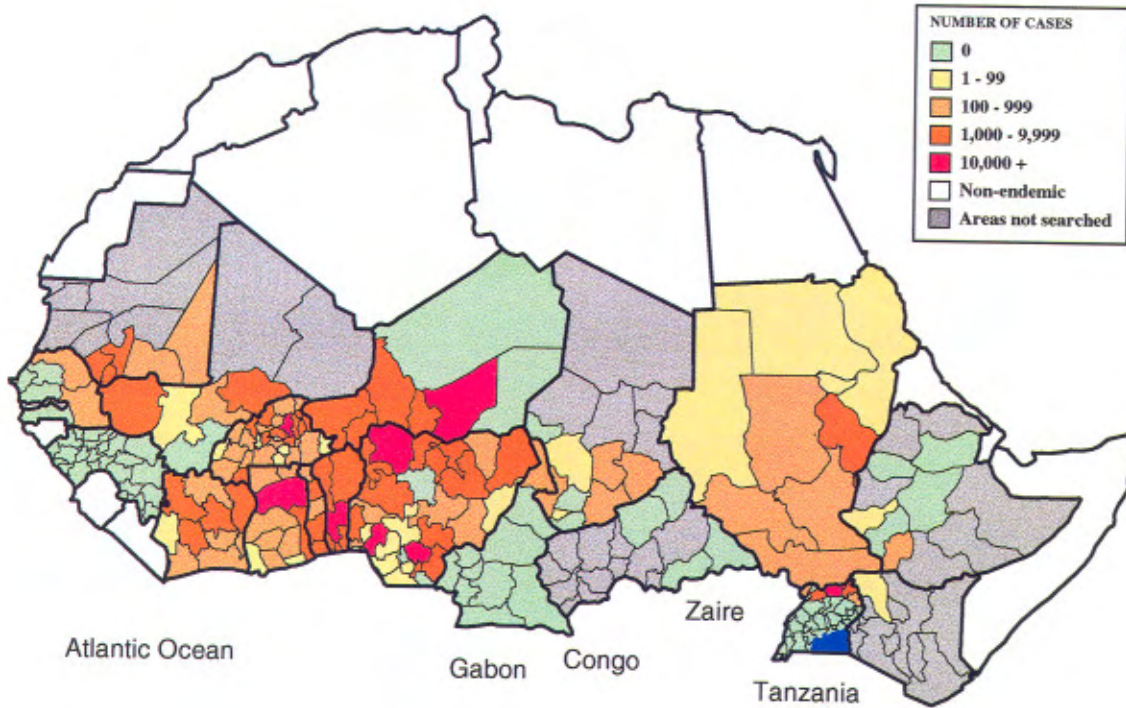 NUMBER OF CASES
0
1 - 99
100 - 999
1,000 - 9,999
10,000 +
Non-endemic
Areas not searched
Atlantic Ocean
Gabon
Congo
Zaire
Tanzania